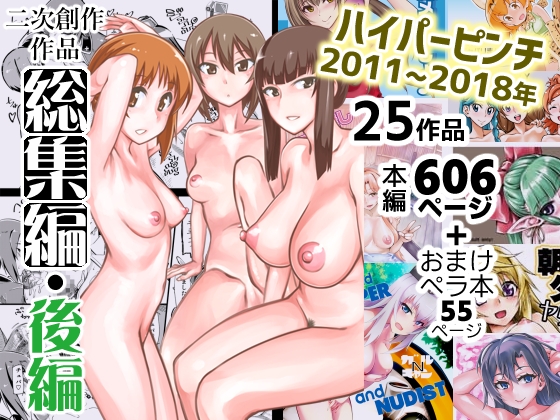 二次創作
作品
総集編・後編
ハイパーピンチ
2011～2018年
25作品
本編
606
ページ
+
おまけ
ペラ本
55
ページ
and
NUDIST